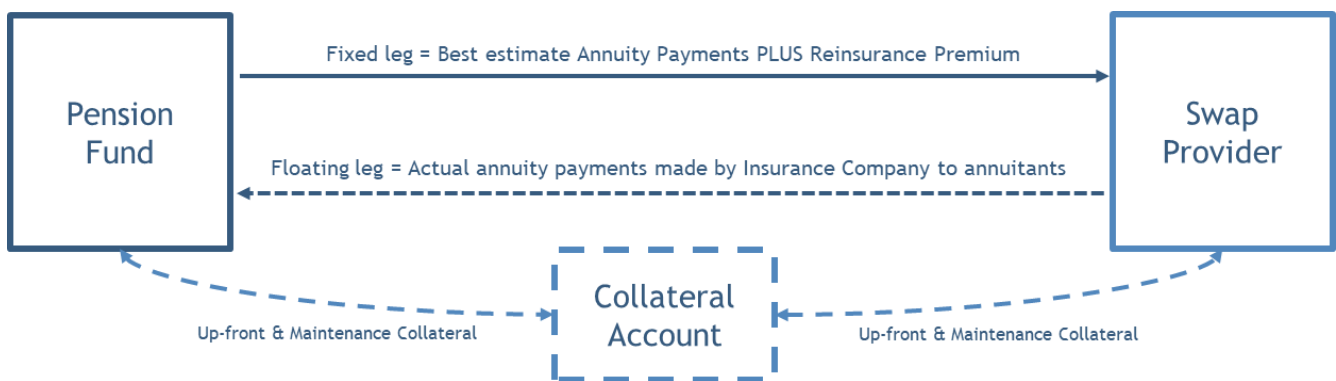 Fixed leg = Best estimate Annuity Payments PLUS Reinsurance Premium
Pension
Fund
Swap
Provider
Floating leg = Actual annuity payments made by Insurance Company to annuitants
Collateral
Account
Up-front & Maintenance Collateral
Up-front & Maintenance Collateral